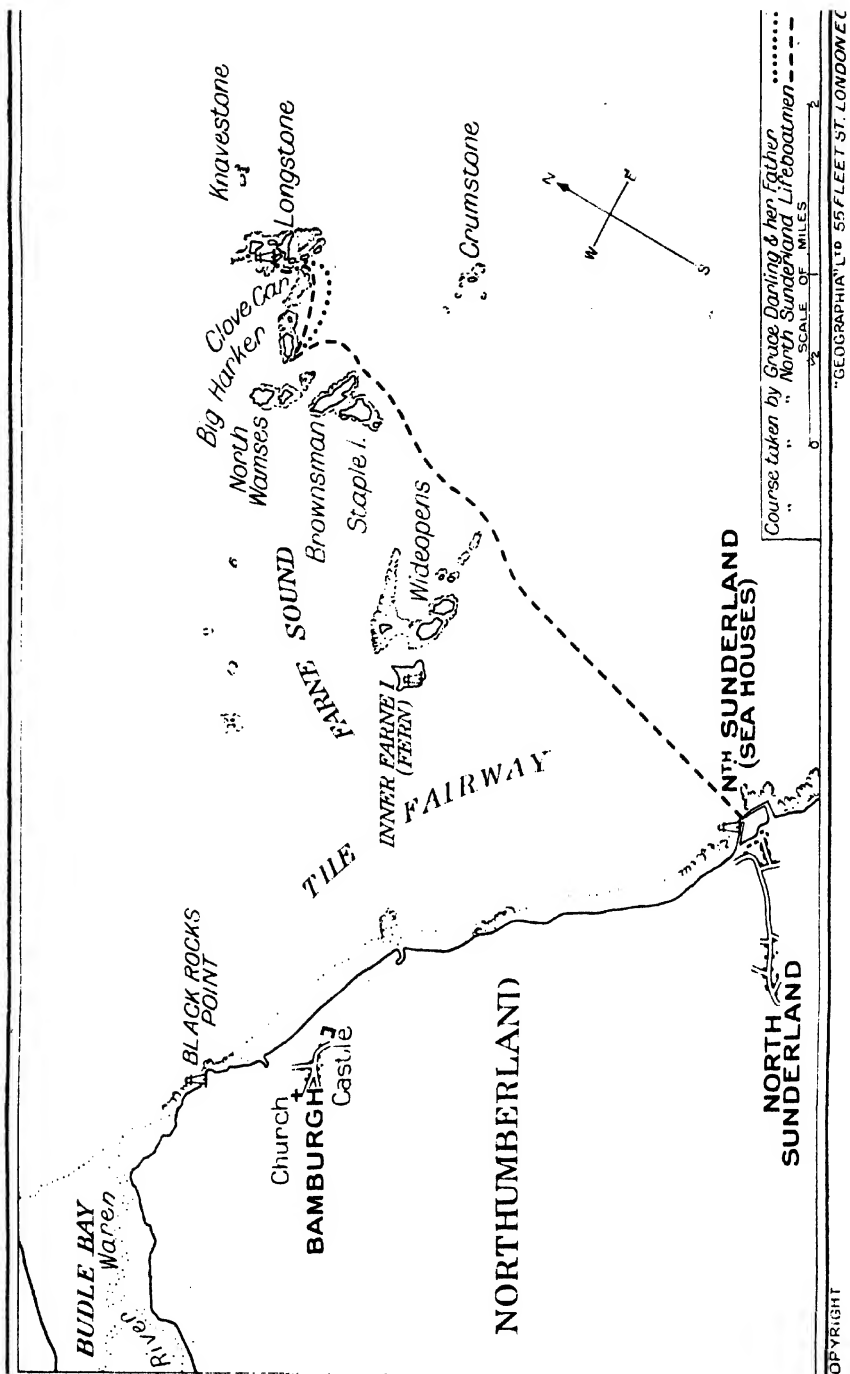 BUDLE BAY
Waren
River
BLACK ROCKS
POINT
Church
BAMBURGH
Castle
NORTHUMBERLAND
THE FAIRWAY
FARNE SOUND
INNER FARNE I.
(FERN)
Knavestone
Longstone
Clove Car
Big Harker
North
Wamses
Brownsman
Staple I.
Wideopens
Crumstone
N
W
E
S
NTH SUNDERLAND
(SEA HOUSES)
NORTH
SUNDERLAND
Course taken by Grace Darling & her Father
" " " North Sunderland Lifeboatmen
SCALE OF MILES
0 ½ 1 2
OPYRIGHT
"GEOGRAPHIA" LTD 55 FLEET ST. LONDON E.C